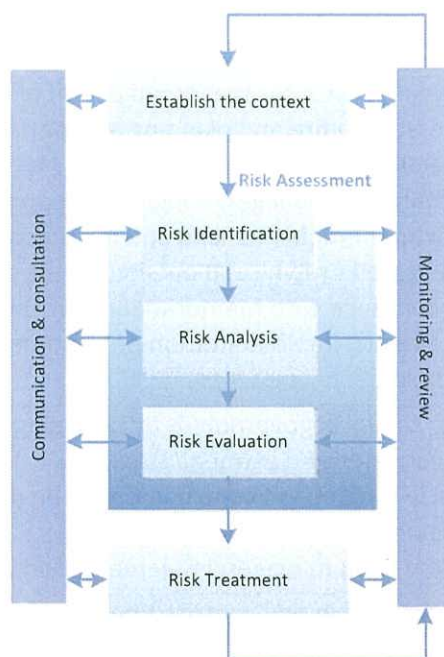 Establish the context
Risk Assessment
Risk Identification
Risk Analysis
Risk Evaluation
Risk Treatment
Communication & consultation
Monitoring & review